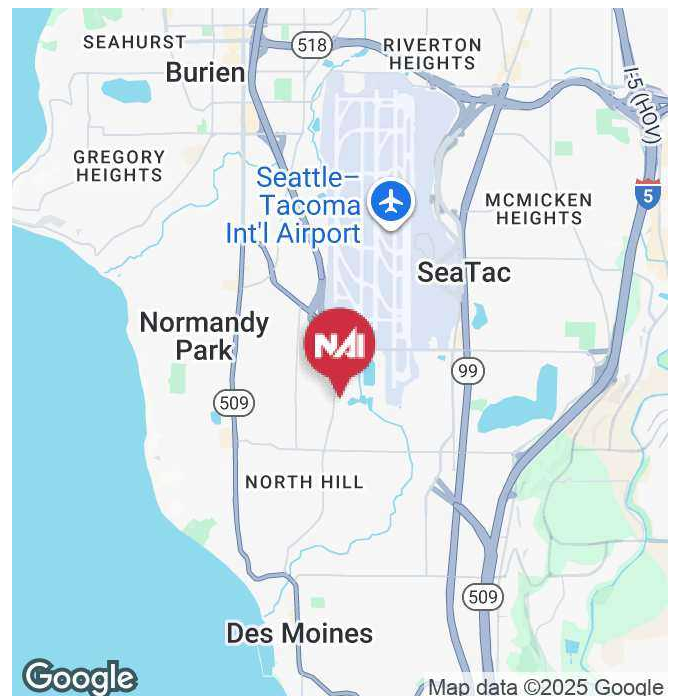 SEAHURST
518
RIVERTON
HEIGHTS
Burien
I-5 (HOV)
GREGORY
HEIGHTS
Seattle–
Tacoma
Int'l Airport
5
MCMICKEN
HEIGHTS
SeaTac
Normandy
Park
NAI
99
509
NORTH HILL
509
Des Moines
Google
Map data ©2025 Google